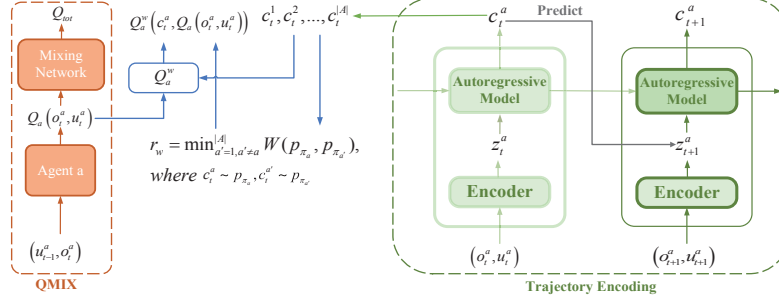 Q_{tot}
Mixing
Network
Q_a(o_t^a, u_t^a)
Agent a
(u_{t-1}^a, o_t^a)
QMIX
Q_a^w(c_t^a, Q_a(o_t^a, u_t^a))
c_t^1, c_t^2, ..., c_t^{|A|}
Q_a^w
r_w = min_{a'=1,a'≠a}^{|A|} W(p_{π_a}, p_{π_{a'}}),
where c_t^a ~ p_{π_a}, c_t^{a'} ~ p_{π_{a'}}
c_t^a
Predict
c_{t+1}^a
Autoregressive
Model
Autoregressive
Model
z_t^a
z_{t+1}^a
Encoder
Encoder
(o_t^a, u_t^a)
(o_{t+1}^a, u_{t+1}^a)
Trajectory Encoding